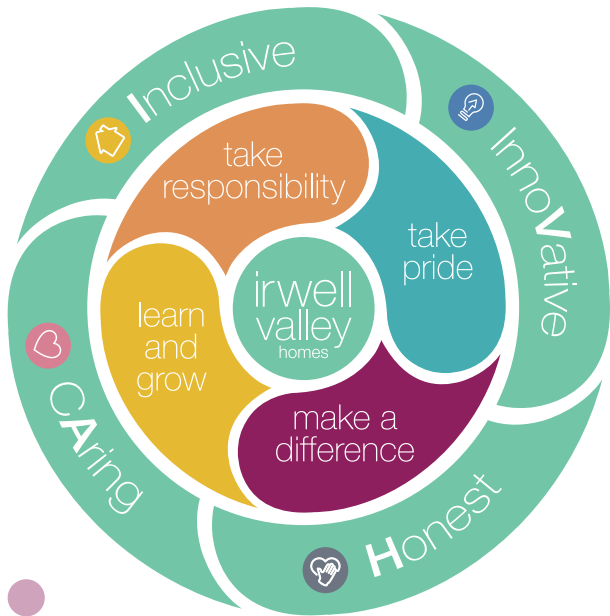 Inclusive
InnoVative
Honest
CAring
take
responsibility
take
pride
make a
difference
learn
and
grow
irwell
valley
homes